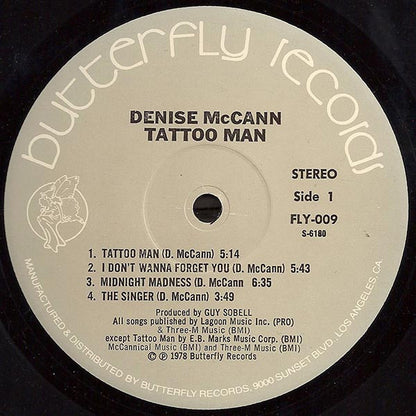 butterfly records
DENISE McCANN
TATTOO MAN
STEREO
Side 1
FLY-009
S-6180
1. TATTOO MAN (D. McCann) 5:14
2. I DON'T WANNA FORGET YOU (D. McCann) 5:43
3. MIDNIGHT MADNESS (D. McCann 6:35
4. THE SINGER (D. McCann) 3:49
Produced by GUY SOBELL
All songs published by Lagoon Music Inc. (PRO)
& Three-M Music (BMI)
except Tattoo Man by E.B. Marks Music Corp. (BMI)
McCannical Music (BMI) and Three-M Music (BMI)
© ℗ 1978 Butterfly Records
MANUFACTURED & DISTRIBUTED BY BUTTERFLY RECORDS, 9000 SUNSET BLVD., LOS ANGELES, CA